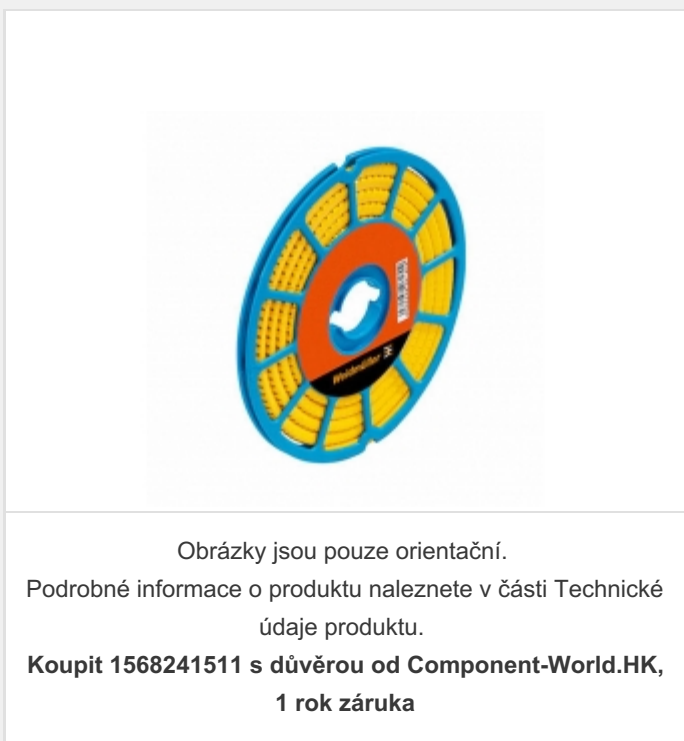 Weidmüller
Obrázky jsou pouze orientační.
Podrobné informace o produktu naleznete v části Technické
údaje produktu.
Koupit 1568241511 s důvěrou od Component-World.HK,
1 rok záruka